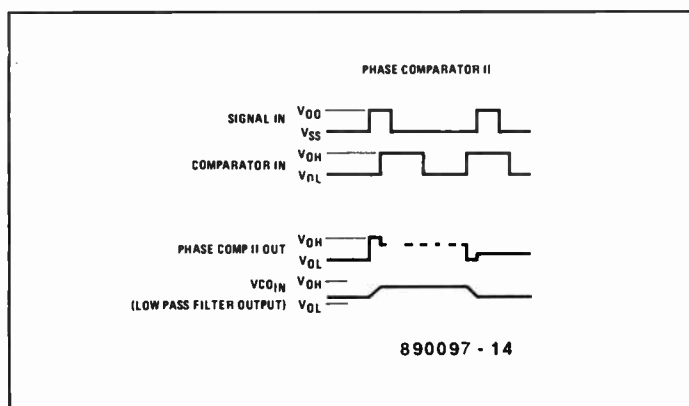 PHASE COMPARATOR II
SIGNAL IN
VDD
VSS
COMPARATOR IN
VOH
VOL
PHASE COMP II OUT
VOH
VOL
VCOIN
(LOW PASS FILTER OUTPUT)
VOH
VOL
890097 - 14